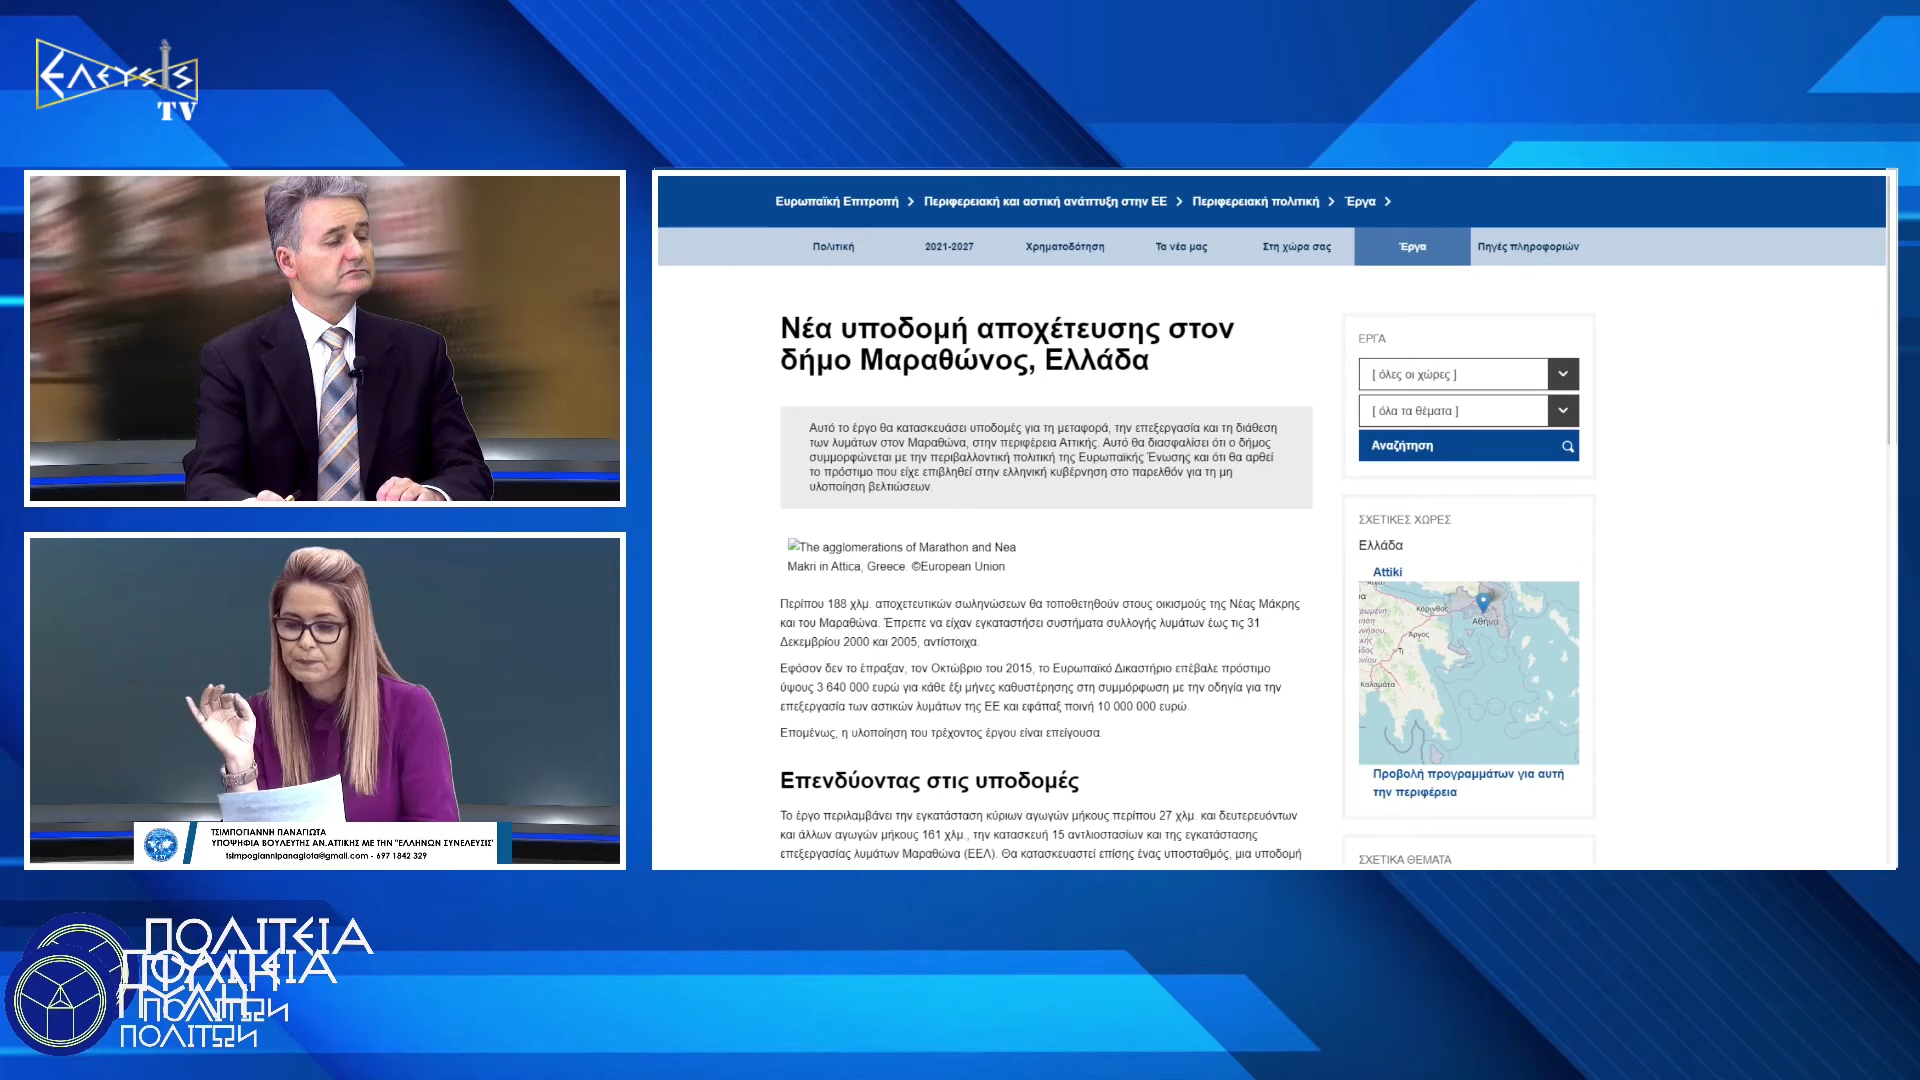 ΕΛΕΥΣΙΣ
TV
Ευρωπαϊκή Επιτροπή > Περιφερειακή και αστική ανάπτυξη στην ΕΕ > Περιφερειακή πολιτική > Έργα >
Πολιτική 2021-2027 Χρηματοδότηση Τα νέα μας Στη χώρα σας Έργα Πηγές πληροφοριών
Νέα υποδομή αποχέτευσης στον
δήμο Μαραθώνος, Ελλάδα
Αυτό το έργο θα κατασκευάσει υποδομές για τη μεταφορά, την επεξεργασία και τη διάθεση
των λυμάτων στον Μαραθώνα, στην περιφέρεια Αττικής. Αυτό θα διασφαλίσει ότι ο δήμος
συμμορφώνεται με την περιβαλλοντική πολιτική της Ευρωπαϊκής Ένωσης και ότι θα αρθεί
το πρόστιμο που είχε επιβληθεί στην ελληνική κυβέρνηση στο παρελθόν για τη μη
υλοποίηση βελτιώσεων.
The agglomerations of Marathon and Nea
Makri in Attica, Greece. ©European Union
Περίπου 188 χλμ. αποχετευτικών σωληνώσεων θα τοποθετηθούν στους οικισμούς της Νέας Μάκρης
και του Μαραθώνα. Έπρεπε να είχαν εγκαταστήσει συστήματα συλλογής λυμάτων έως τις 31
Δεκεμβρίου 2000 και 2005, αντίστοιχα.
Εφόσον δεν το έπραξαν, τον Οκτώβριο του 2015, το Ευρωπαϊκό Δικαστήριο επέβαλε πρόστιμο
ύψους 3 640 000 ευρώ για κάθε έξι μήνες καθυστέρησης στη συμμόρφωση με την οδηγία για την
επεξεργασία των αστικών λυμάτων της ΕΕ και εφάπαξ ποινή 10 000 000 ευρώ.
Επομένως, η υλοποίηση του τρέχοντος έργου είναι επείγουσα.
Επενδύοντας στις υποδομές
Το έργο περιλαμβάνει την εγκατάσταση κύριων αγωγών μήκους περίπου 27 χλμ. και δευτερευόντων
και άλλων αγωγών μήκους 161 χλμ., την κατασκευή 15 αντλιοστασίων και της εγκατάστασης
επεξεργασίας λυμάτων Μαραθώνα (ΕΕΛ). Θα κατασκευαστεί επίσης ένας υποσταθμός, μια υποδομή
ΕΡΓΑ
[ όλες οι χώρες ]
[ όλα τα θέματα ]
Αναζήτηση
ΣΧΕΤΙΚΕΣ ΧΩΡΕΣ
Ελλάδα
Attiki
Κόρινθος
Αθήνα
Άργος
Καλαμάτα
Προβολή προγραμμάτων για αυτή
την περιφέρεια
ΣΧΕΤΙΚΑ ΘΕΜΑΤΑ
ΤΣΙΜΠΟΓΙΑΝΝΗ ΠΑΝΑΓΙΩΤΑ
ΥΠΟΨΗΦΙΑ ΒΟΥΛΕΥΤΗΣ ΑΝ.ΑΤΤΙΚΗΣ ΜΕ ΤΗΝ "ΕΛΛΗΝΩΝ ΣΥΝΕΛΕΥΣΙΣ"
tsimpogiannipanagiota@gmail.com - 697 1842 329
ΠΟΛΙΤΕΙΑ
ΠΟΛΙΤΩΝ
ΠΟΛΙΤΩΝ